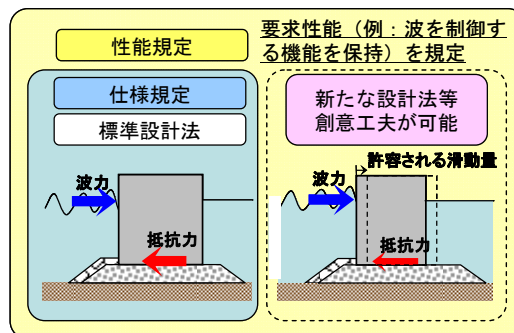 性能規定
要求性能（例：波を制御す
る機能を保持）を規定
仕様規定
標準設計法
新たな設計法等
創意工夫が可能
波力
抵抗力
許容される滑動量
波力
抵抗力